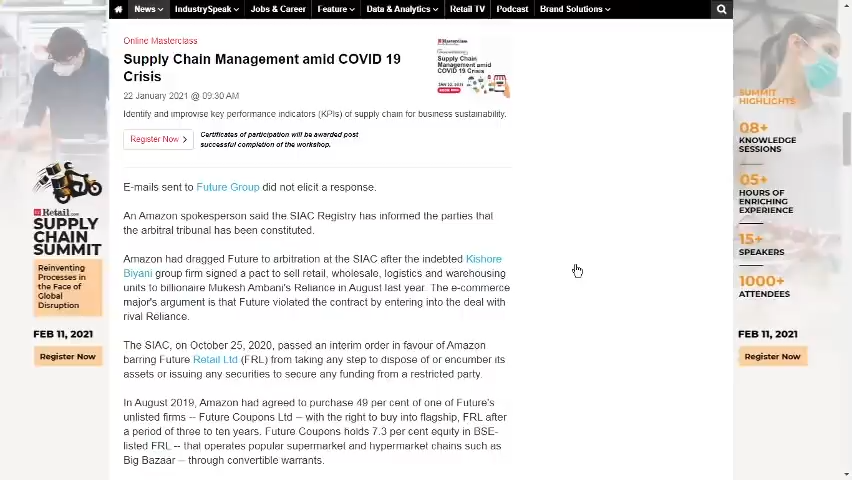 News
IndustrySpeak
Jobs & Career
Feature
Data & Analytics
Retail TV
Podcast
Brand Solutions
Online Masterclass
Supply Chain Management amid COVID 19
Crisis
22 January 2021 @ 09:30 AM
Identify and improvise key performance indicators (KPIs) of supply chain for business sustainability.
Register Now
Certificates of participation will be awarded post
successful completion of the workshop.
Supply Chain
Management amid
COVID 19 Crisis
E-mails sent to Future Group did not elicit a response.
An Amazon spokesperson said the SIAC Registry has informed the parties that
the arbitral tribunal has been constituted.
Amazon had dragged Future to arbitration at the SIAC after the indebted Kishore
Biyani group firm signed a pact to sell retail, wholesale, logistics and warehousing
units to billionaire Mukesh Ambani's Reliance in August last year. The e-commerce
major's argument is that Future violated the contract by entering into the deal with
rival Reliance.
The SIAC, on October 25, 2020, passed an interim order in favour of Amazon
barring Future Retail Ltd (FRL) from taking any step to dispose of or encumber its
assets or issuing any securities to secure any funding from a restricted party.
In August 2019, Amazon had agreed to purchase 49 per cent of one of Future's
unlisted firms -- Future Coupons Ltd -- with the right to buy into flagship, FRL after
a period of three to ten years. Future Coupons holds 7.3 per cent equity in BSE-
listed FRL -- that operates popular supermarket and hypermarket chains such as
Big Bazaar -- through convertible warrants.
Retail.com
SUPPLY
CHAIN
SUMMIT
Reinventing
Processes in
the Face of
Global
Disruption
FEB 11, 2021
Register Now
SUMMIT
HIGHLIGHTS
08+
KNOWLEDGE
SESSIONS
05+
HOURS OF
ENRICHING
EXPERIENCE
15+
SPEAKERS
1000+
ATTENDEES
FEB 11, 2021
Register Now